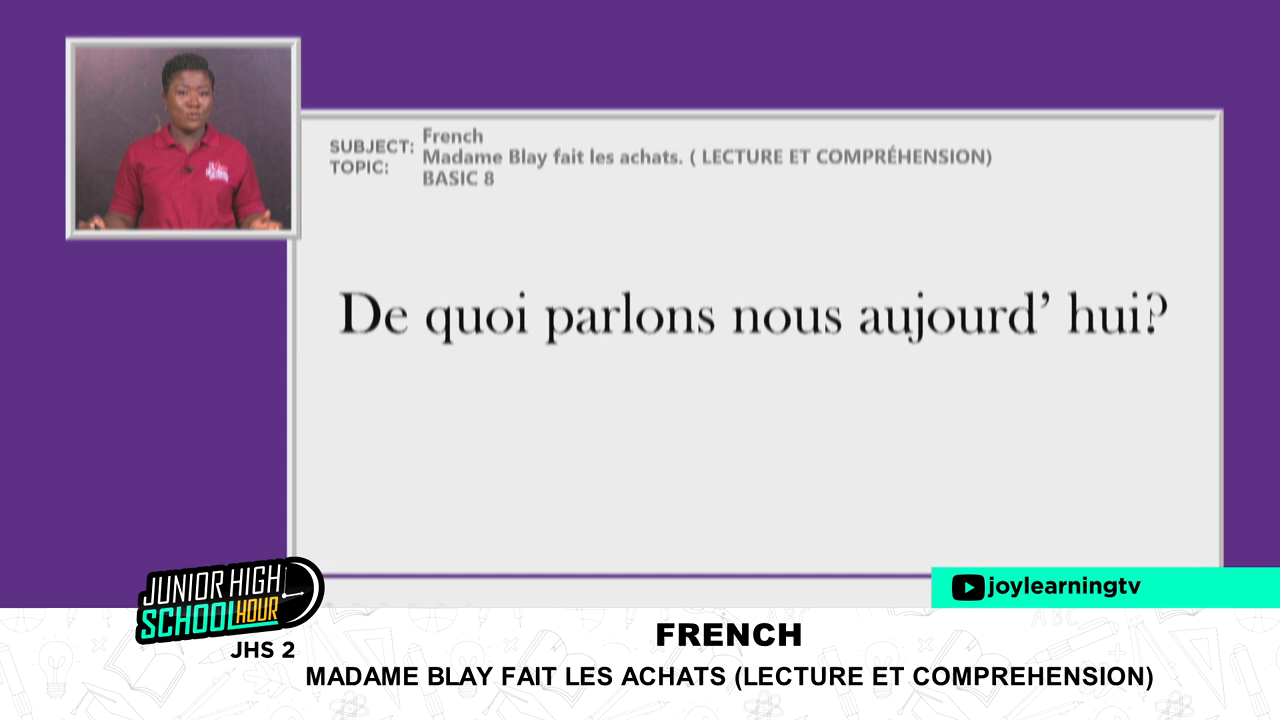 SUBJECT: French
TOPIC: Madame Blay fait les achats. ( LECTURE ET COMPRÉHENSION)
BASIC 8
De quoi parlons nous aujourd’ hui?
JUNIOR HIGH
SCHOOL HOUR
JHS 2
joylearningtv
FRENCH
MADAME BLAY FAIT LES ACHATS (LECTURE ET COMPREHENSION)